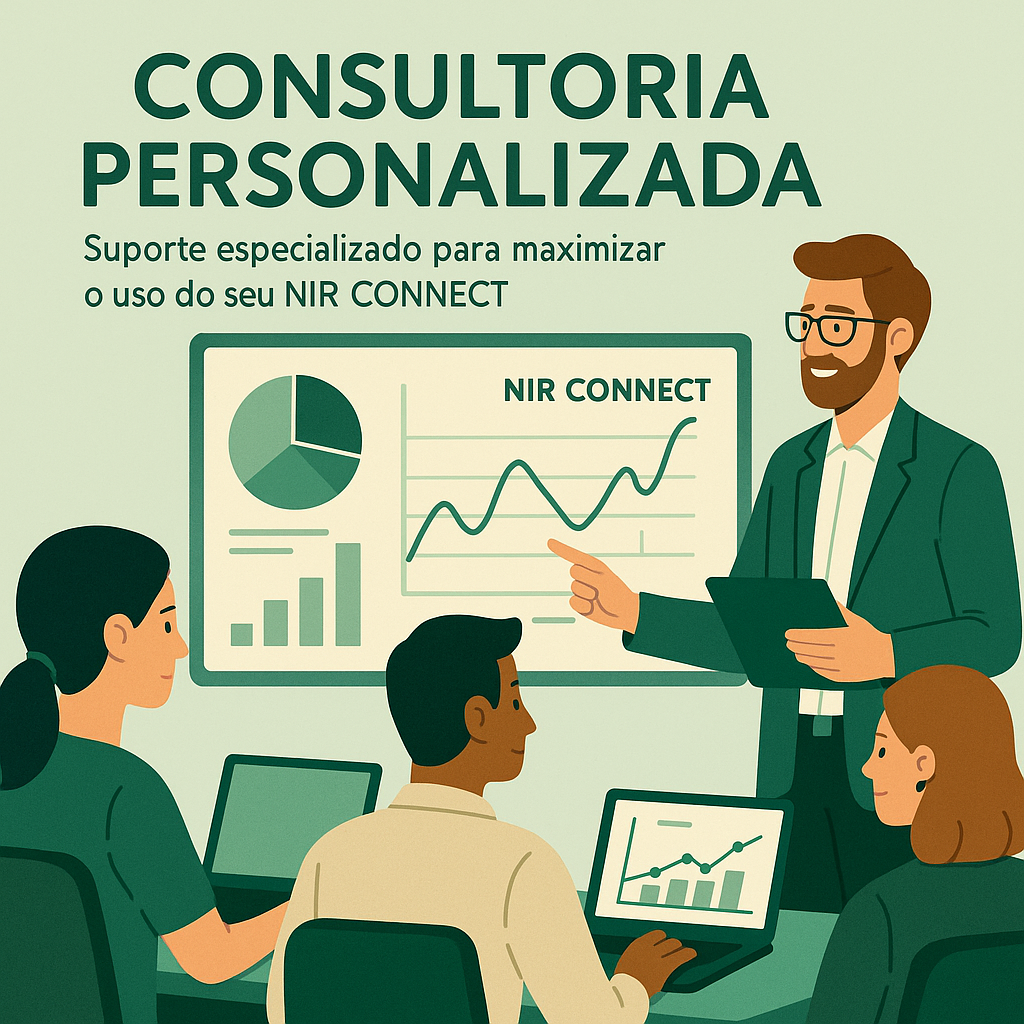 CONSULTORIA
PERSONALIZADA
Suporte especializado para maximizar
o uso do seu NIR CONNECT
NIR CONNECT